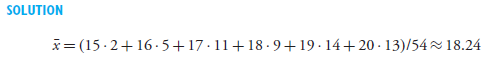 SOLUTION
x̄ = (15 · 2 + 16 · 5 + 17 · 11 + 18 · 9 + 19 · 14 + 20 · 13)/54 ≈ 18.24